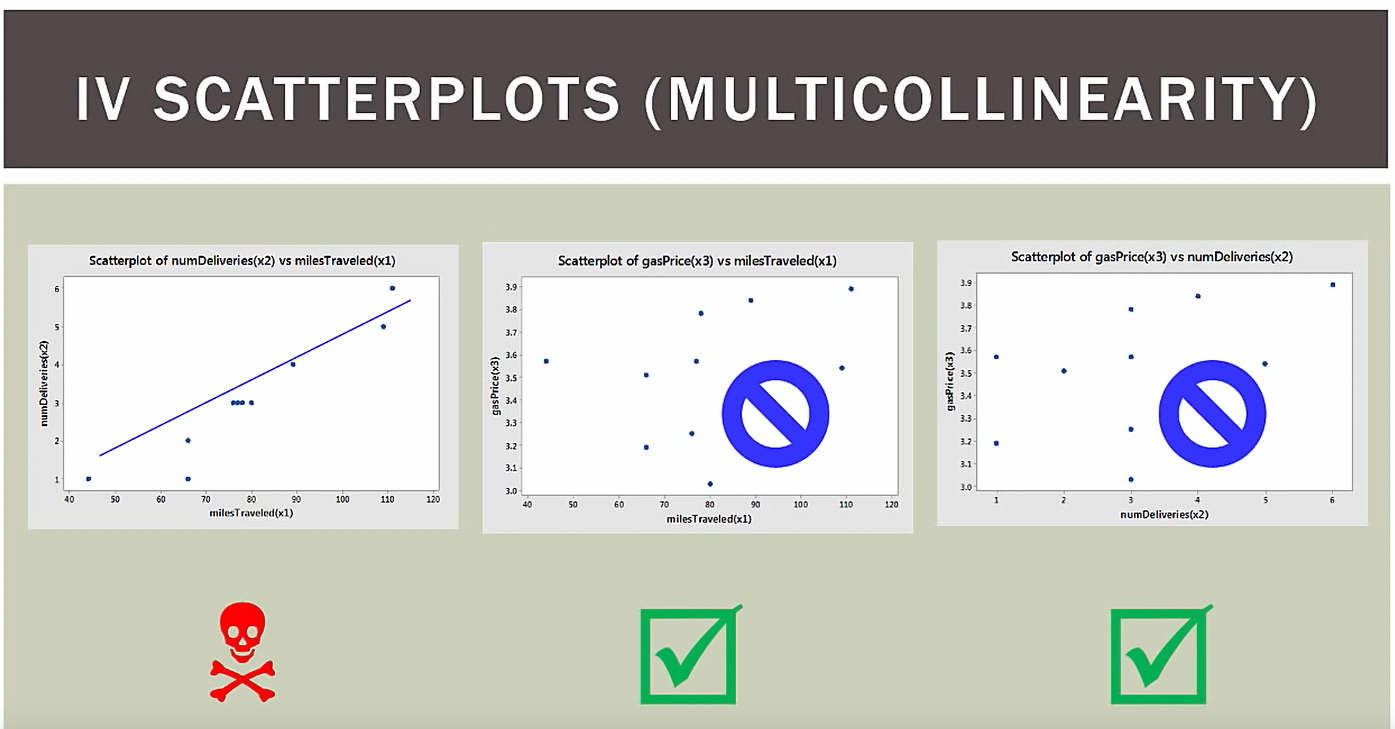 IV SCATTERPLOTS (MULTICOLLINEARITY)
Scatterplot of numDeliveries(x2) vs milesTraveled(x1)
numDeliveries(x2)
6
5
4
3
2
1
40 50 60 70 80 90 100 110 120
milesTraveled(x1)
Scatterplot of gasPrice(x3) vs milesTraveled(x1)
gasPrice(x3)
3.9
3.8
3.7
3.6
3.5
3.4
3.3
3.2
3.1
3.0
40 50 60 70 80 90 100 110 120
milesTraveled(x1)
Scatterplot of gasPrice(x3) vs numDeliveries(x2)
gasPrice(x3)
3.9
3.8
3.7
3.6
3.5
3.4
3.3
3.2
3.1
3.0
1 2 3 4 5 6
numDeliveries(x2)